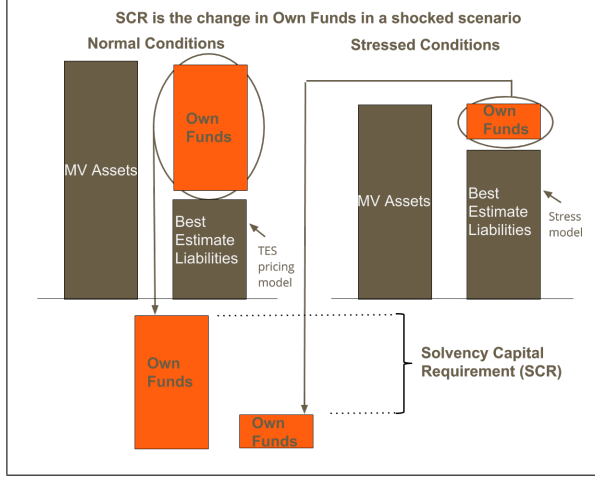 SCR is the change in Own Funds in a shocked scenario
Normal Conditions
Stressed Conditions
Own
Funds
MV Assets
Best
Estimate
Liabilities
TES
pricing
model
Own
Funds
MV Assets
Best
Estimate
Liabilities
Stress
model
Own
Funds
Own
Funds
Solvency Capital
Requirement (SCR)